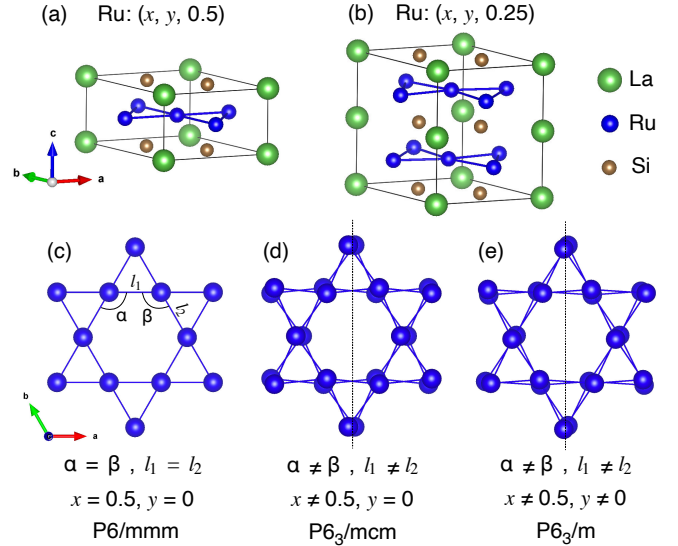 (a) Ru: (x, y, 0.5)
(b) Ru: (x, y, 0.25)
La
Ru
Si
c
b
a
(c)
(d)
(e)
l₁
α β l₂
b
a
c
α = β , l₁ = l₂
x = 0.5, y = 0
P6/mmm
α ≠ β , l₁ ≠ l₂
x ≠ 0.5, y = 0
P6₃/mcm
α ≠ β , l₁ ≠ l₂
x ≠ 0.5, y ≠ 0
P6₃/m